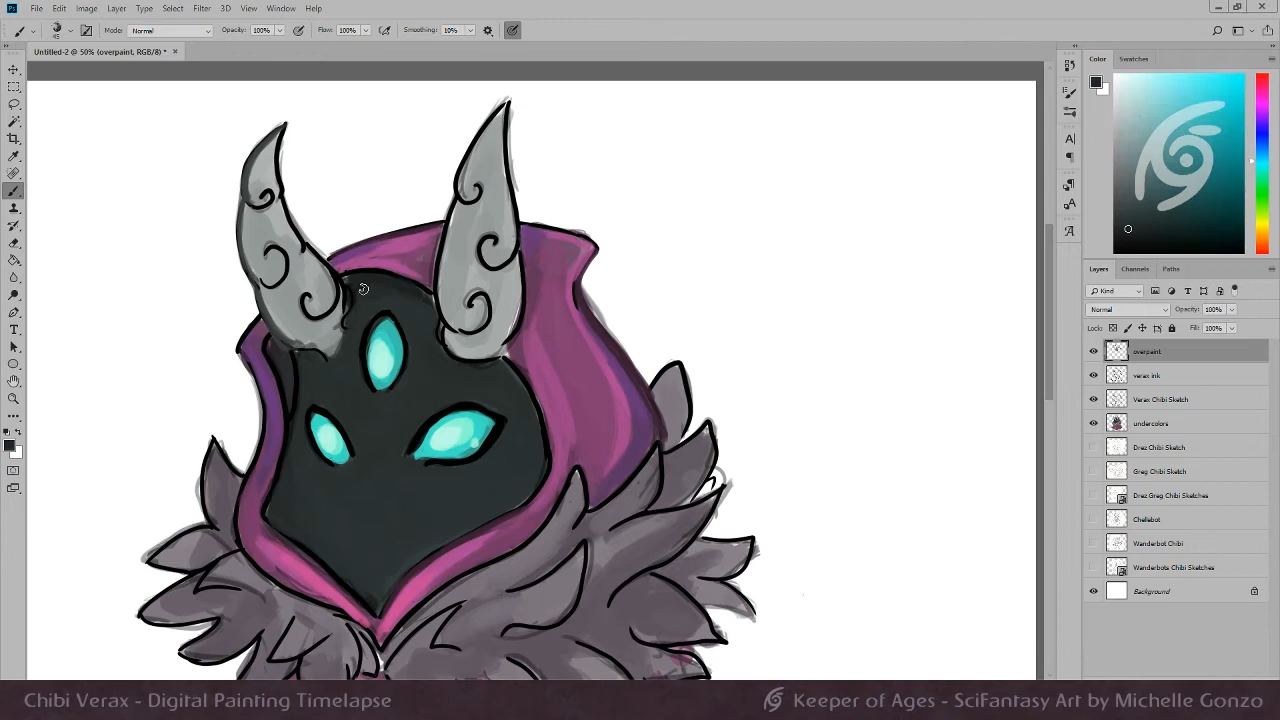 Ps File Edit Image Layer Type Select Filter 3D View Window Help
45 Mode: Normal Opacity: 100% Flow: 100% Smoothing: 10%
Untitled-2 @ 50% (overpaint, RGB/8) * ×
Color Swatches
Layers Channels Paths
Kind
Normal Opacity: 100%
Lock: Fill: 100%
overpaint
verax ink
Verax Chibi Sketch
undercolors
Drez Chibi Sketch
Greg Chibi Sketch
Drez Greg Chibi Sketches
Chellebot
Wanderbot Chibi
Wanderbots Chibi Sketches
Background
Chibi Verax - Digital Painting Timelapse
Keeper of Ages - SciFantasy Art by Michelle Gonzo